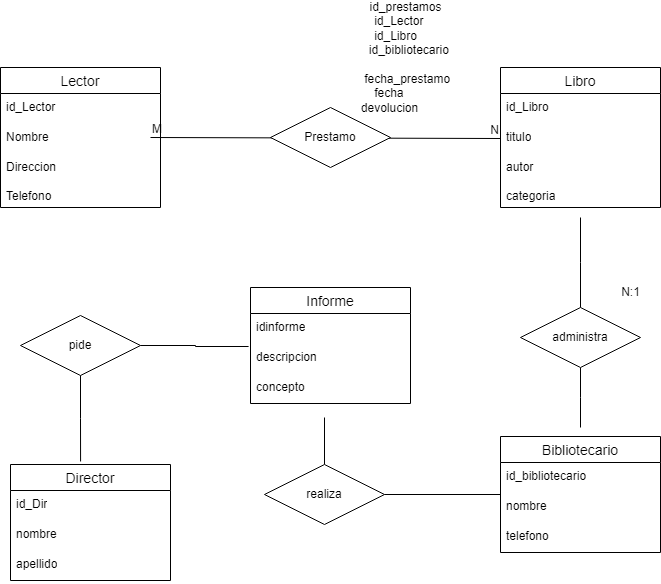 id_prestamos
id_Lector
id_Libro
id_bibliotecario
fecha_prestamo
fecha
devolucion
Lector
id_Lector
Nombre
Direccion
Telefono
M
Prestamo
N
Libro
id_Libro
titulo
autor
categoria
N:1
administra
Informe
idinforme
descripcion
concepto
pide
Director
id_Dir
nombre
apellido
realiza
Bibliotecario
id_bibliotecario
nombre
telefono